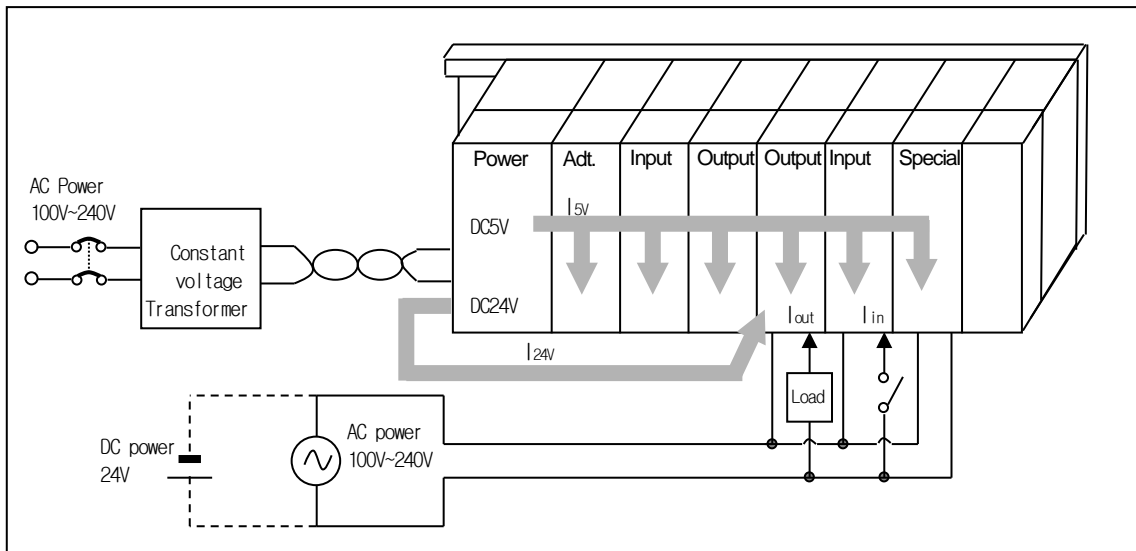 Power
Adt.
Input
Output
Output
Input
Special
AC Power
100V~240V
I5V
DC5V
Constant
voltage
Transformer
DC24V
Iout
Iin
I24V
Load
DC power
24V
AC power
100V~240V